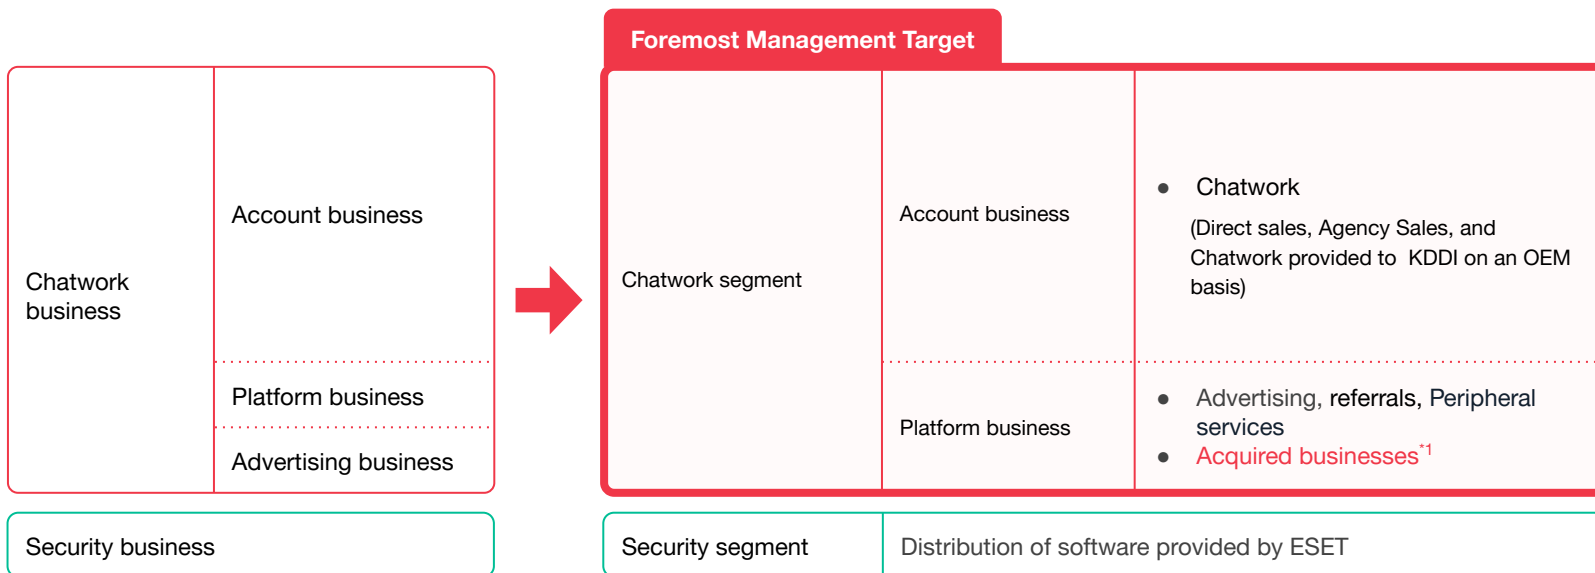 Foremost Management Target
Chatwork
business
Account business
Platform business
Advertising business
Security business
Chatwork segment
Account business
● Chatwork
(Direct sales, Agency Sales, and
Chatwork provided to KDDI on an OEM
basis)
Platform business
● Advertising, referrals, Peripheral
services
● Acquired businesses*1
Security segment
Distribution of software provided by ESET